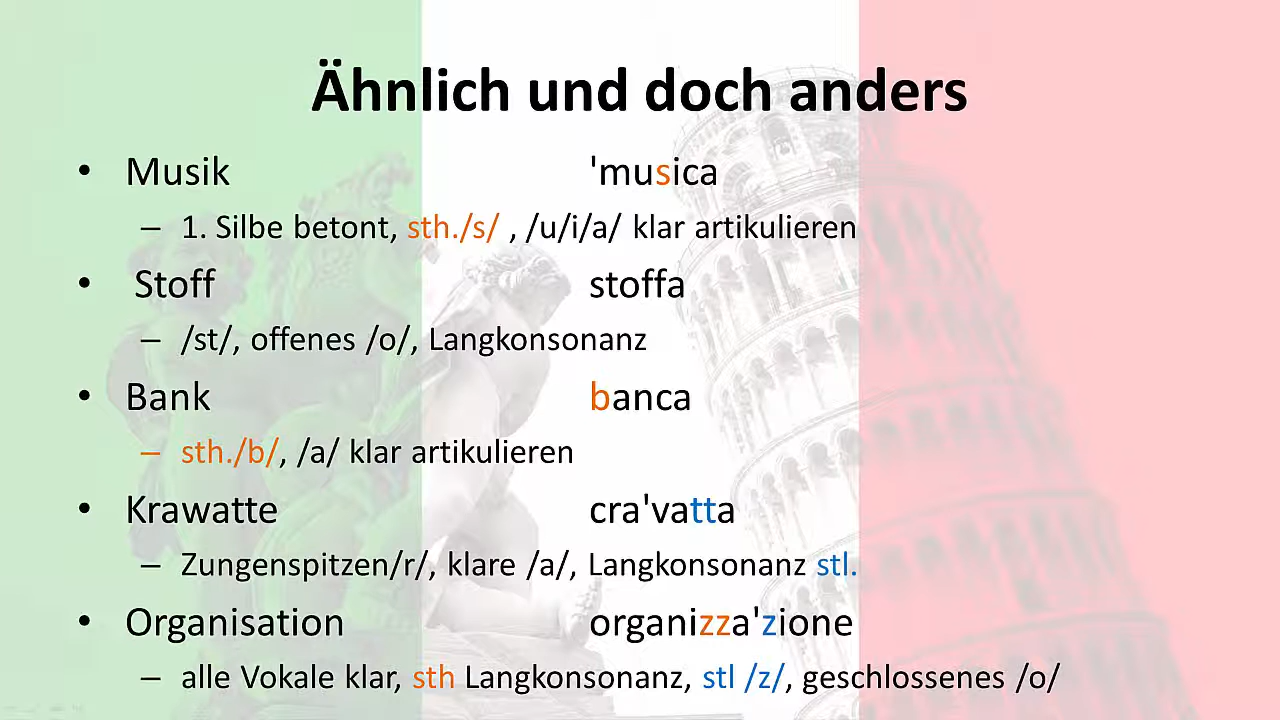 Ähnlich und doch anders
• Musik 'musica
– 1. Silbe betont, sth./s/ , /u/i/a/ klar artikulieren
• Stoff stoffa
– /st/, offenes /o/, Langkonsonanz
• Bank banca
– sth./b/, /a/ klar artikulieren
• Krawatte cra'vatta
– Zungenspitzen/r/, klare /a/, Langkonsonanz stl.
• Organisation organizza'zione
– alle Vokale klar, sth Langkonsonanz, stl /z/, geschlossenes /o/